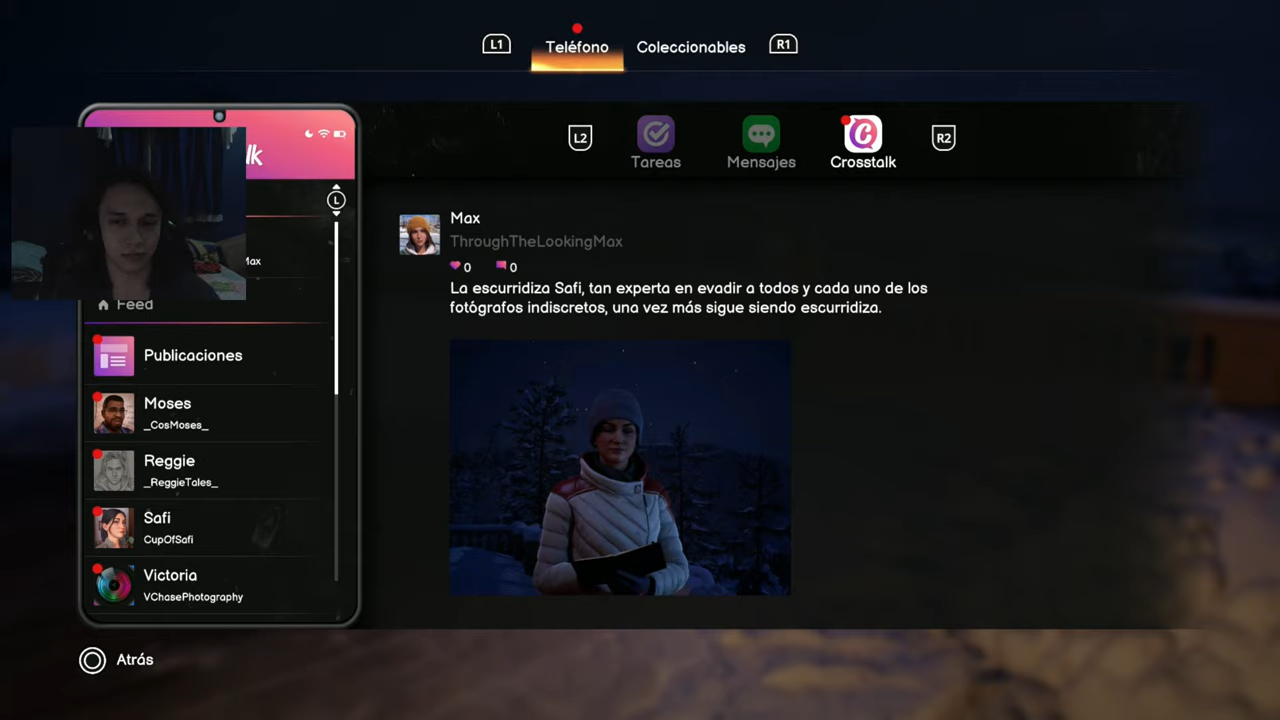 L1
Teléfono
Coleccionables
R1
L2
Tareas
Mensajes
Crosstalk
R2
L
Feed
Publicaciones
Moses
_CosMoses_
Reggie
_ReggieTales_
Safi
CupOfSafi
Victoria
VChasePhotography
Max
ThroughTheLookingMax
0
0
La escurridiza Safi, tan experta en evadir a todos y cada uno de los
fotógrafos indiscretos, una vez más sigue siendo escurridiza.
Atrás